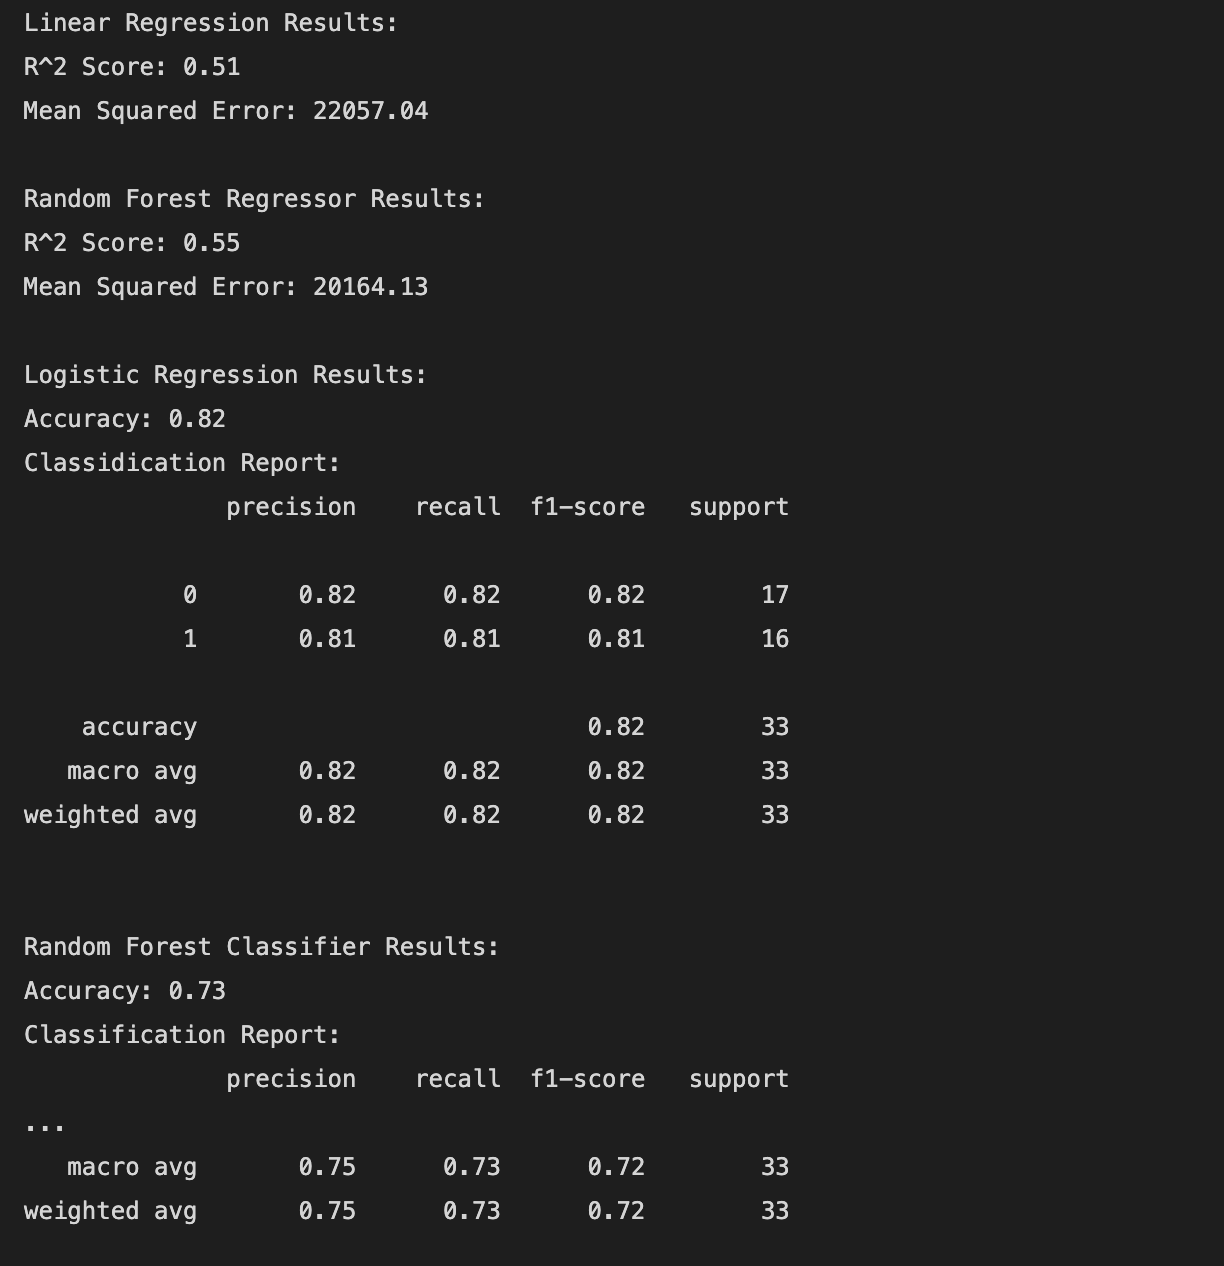 Linear Regression Results:
R^2 Score: 0.51
Mean Squared Error: 22057.04
Random Forest Regressor Results:
R^2 Score: 0.55
Mean Squared Error: 20164.13
Logistic Regression Results:
Accuracy: 0.82
Classidication Report:
precision recall f1-score support
0 0.82 0.82 0.82 17
1 0.81 0.81 0.81 16
accuracy 0.82 33
macro avg 0.82 0.82 0.82 33
weighted avg 0.82 0.82 0.82 33
Random Forest Classifier Results:
Accuracy: 0.73
Classification Report:
precision recall f1-score support
...
macro avg 0.75 0.73 0.72 33
weighted avg 0.75 0.73 0.72 33